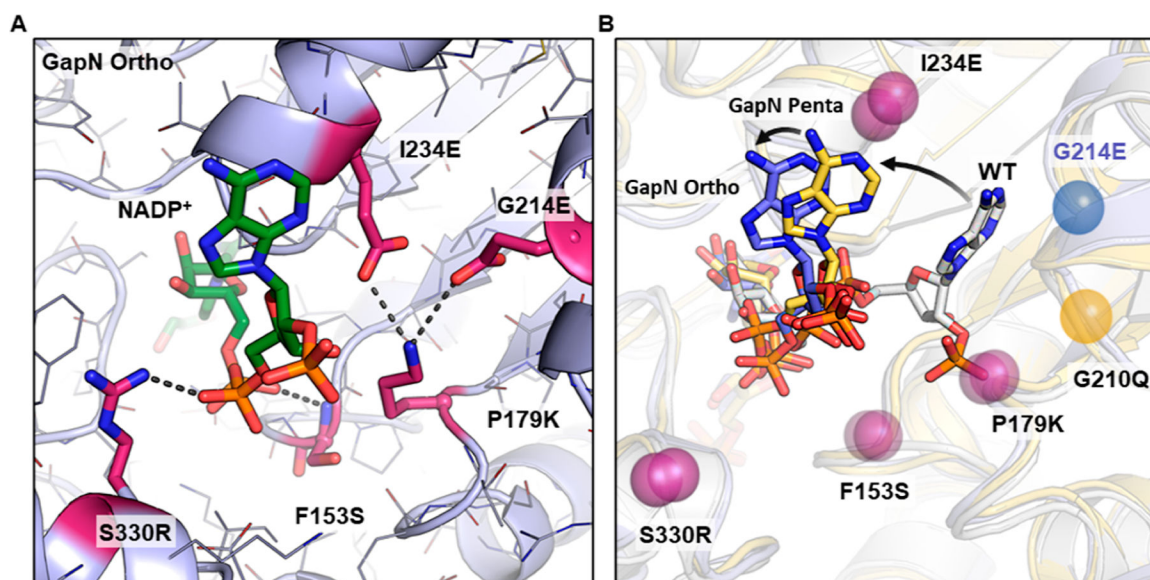 A
GapN Ortho
I234E
NADP+
G214E
P179K
F153S
S330R
B
I234E
GapN Penta
G214E
WT
GapN Ortho
G210Q
P179K
F153S
S330R